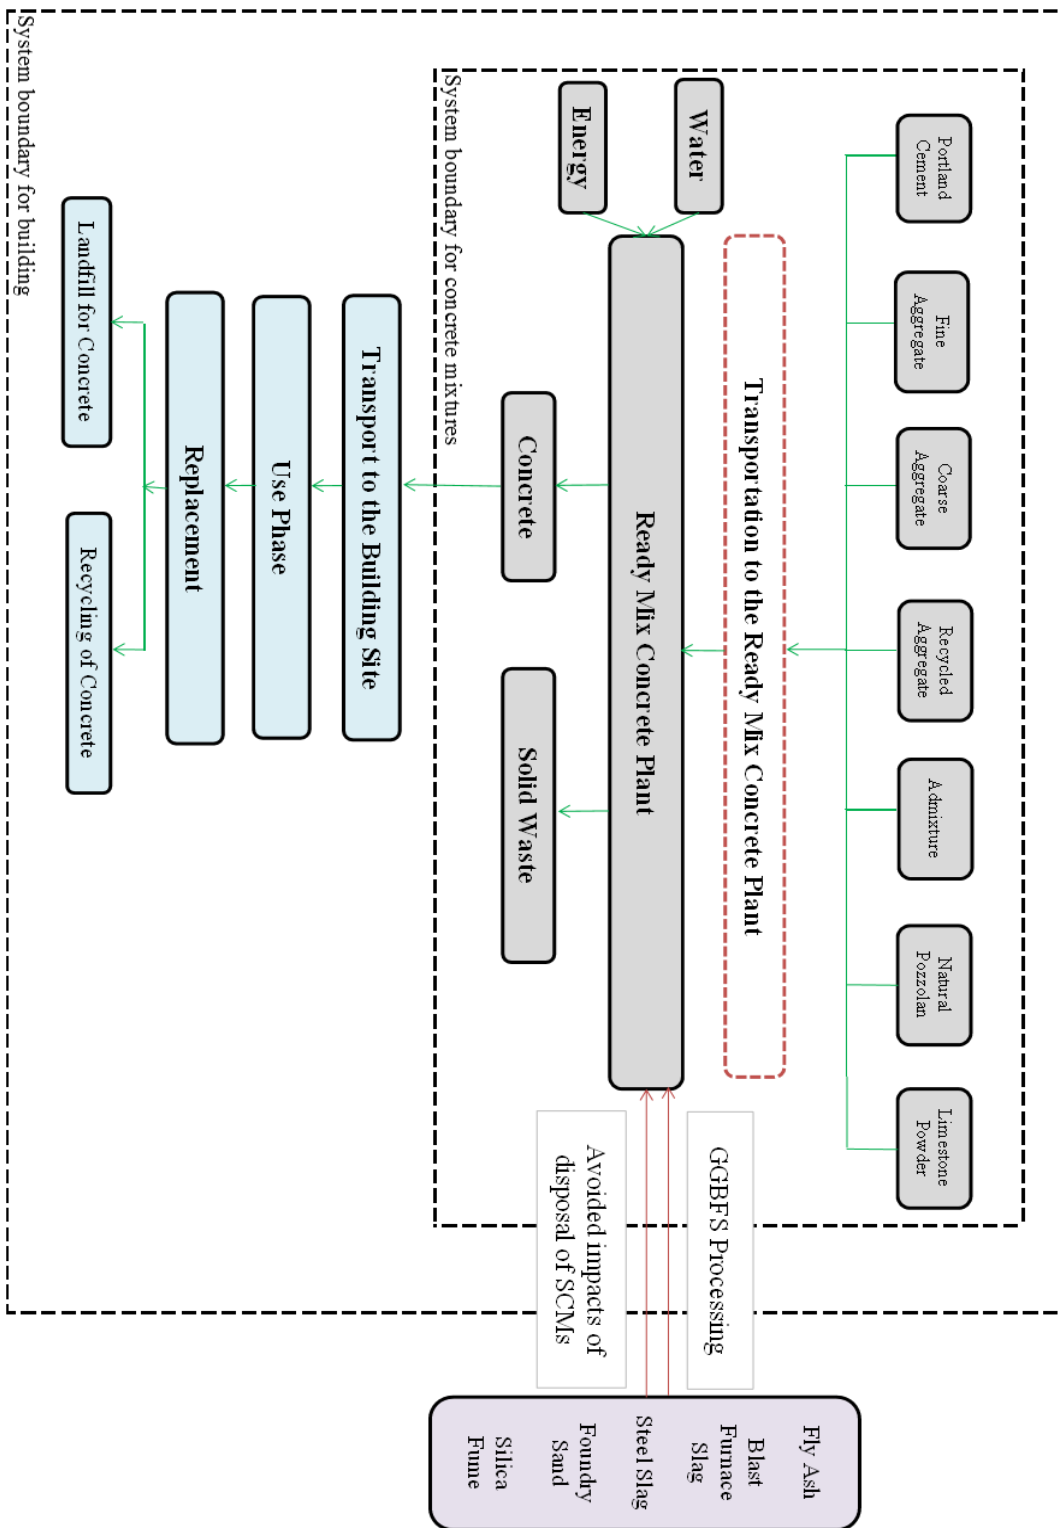 Portland
Cement
Fine
Aggregate
Coarse
Aggregate
Recycled
Aggregate
Admixture
Natural
Pozzolan
Limestone
Powder
Transportation to the Ready Mix Concrete Plant
Water
Energy
Ready Mix Concrete Plant
GGBFS Processing
Avoided impacts of
disposal of SCMs
Fly Ash
Blast
Furnace
Slag
Steel Slag
Foundry
Sand
Silica
Fume
Concrete
Solid Waste
System boundary for concrete mixtures
Transport to the Building Site
Use Phase
Replacement
Landfill for Concrete
Recycling of Concrete
System boundary for building